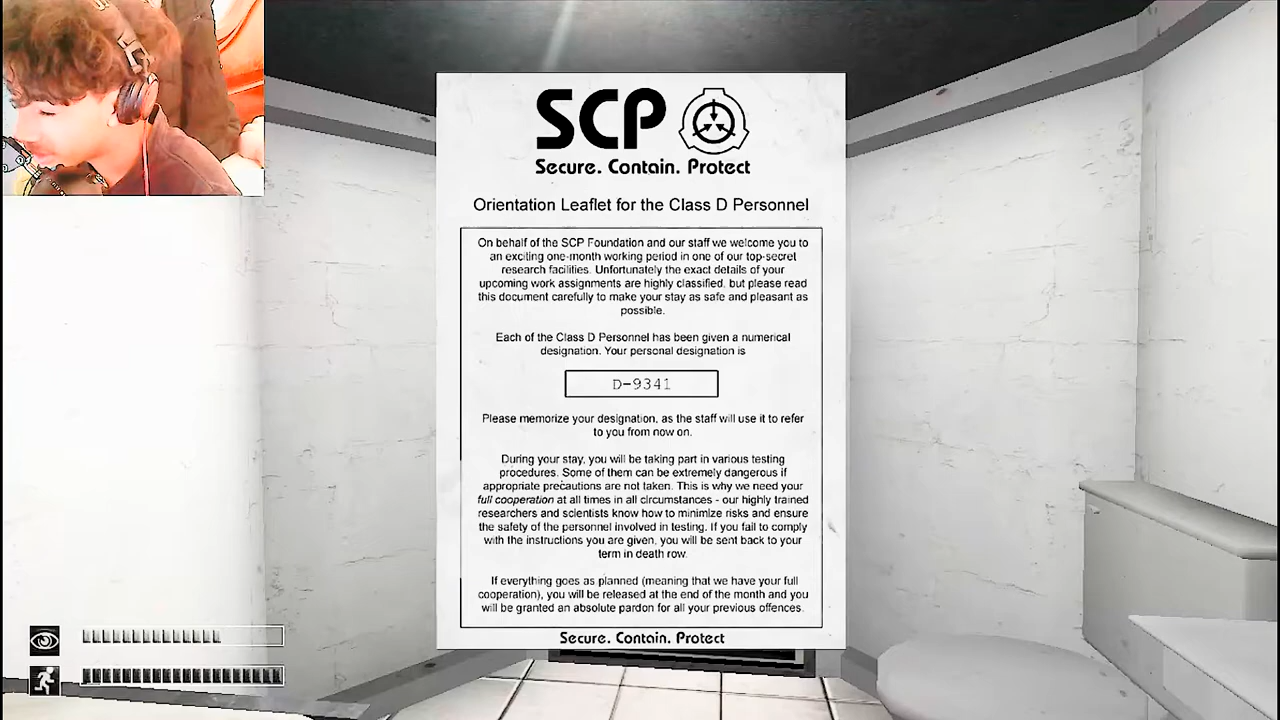 SCP
Secure. Contain. Protect
Orientation Leaflet for the Class D Personnel
On behalf of the SCP Foundation and our staff we welcome you to
an exciting one-month working period in one of our top-secret
research facilities. Unfortunately the exact details of your
upcoming work assignments are highly classified, but please read
this document carefully to make your stay as safe and pleasant as
possible.
Each of the Class D Personnel has been given a numerical
designation. Your personal designation is
D-9341
Please memorize your designation, as the staff will use it to refer
to you from now on.
During your stay, you will be taking part in various testing
procedures. Some of them can be extremely dangerous if
appropriate precautions are not taken. This is why we need your
full cooperation at all times in all circumstances - our highly trained
researchers and scientists know how to minimize risks and ensure
the safety of the personnel involved in testing. If you fail to comply
with the instructions you are given, you will be sent back to your
term in death row.
If everything goes as planned (meaning that we have your full
cooperation), you will be released at the end of the month and you
will be granted an absolute pardon for all your previous offences.
Secure. Contain. Protect